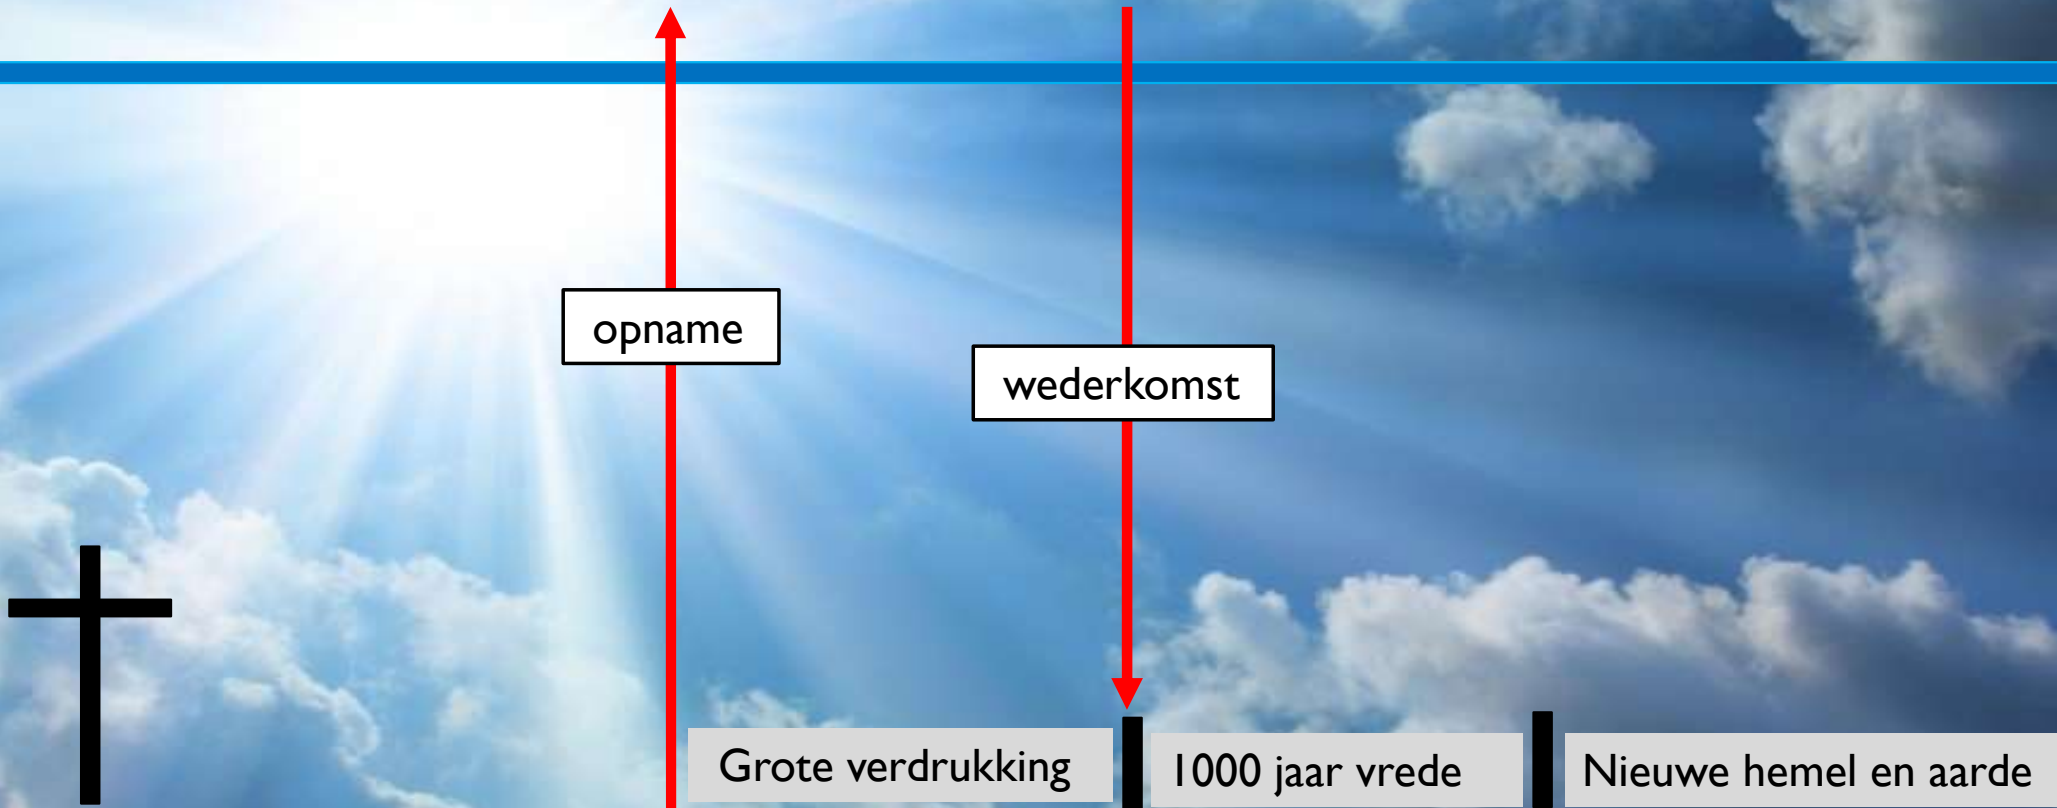 opname
wederkomst
Grote verdrukking
1000 jaar vrede
Nieuwe hemel en aarde